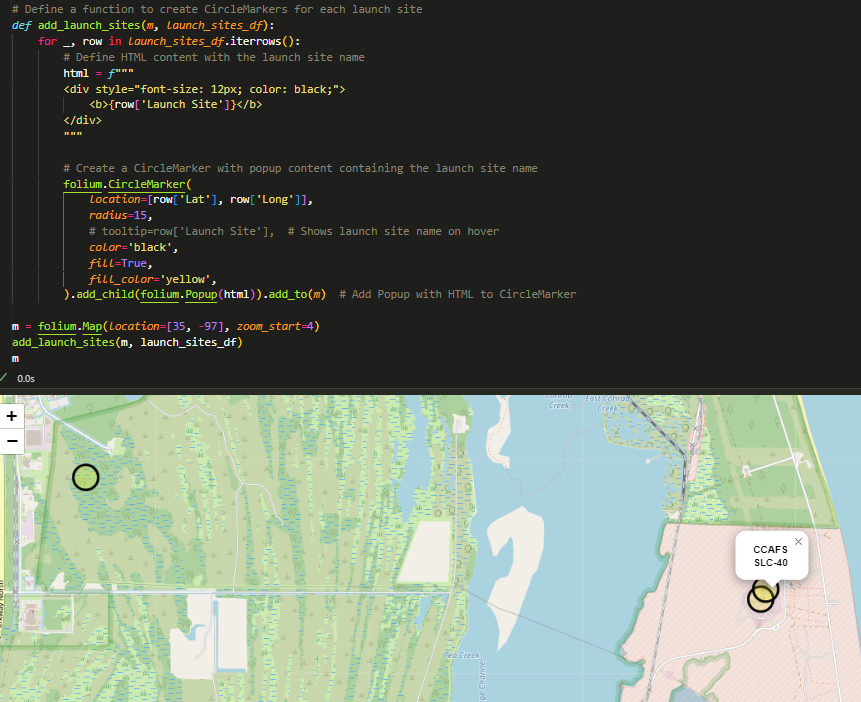 # Define a function to create CircleMarkers for each launch site
def add_launch_sites(m, launch_sites_df):
    for _, row in launch_sites_df.iterrows():
        # Define HTML content with the launch site name
        html = f"""
        <div style="font-size: 12px; color: black;">
            <b>{row['Launch Site']}</b>
        </div>
        """
        # Create a CircleMarker with popup content containing the launch site name
        folium.CircleMarker(
            location=[row['Lat'], row['Long']],
            radius=15,
            # tooltip=row['Launch Site'],  # Shows launch site name on hover
            color='black',
            fill=True,
            fill_color='yellow',
        ).add_child(folium.Popup(html)).add_to(m)  # Add Popup with HTML to CircleMarker
m = folium.Map(location=[35, -97], zoom_start=4)
add_launch_sites(m, launch_sites_df)
m
0.0s
+
−
Creek
East Conrad
Creek
CCAFS
SLC-40
×
Tea Creek